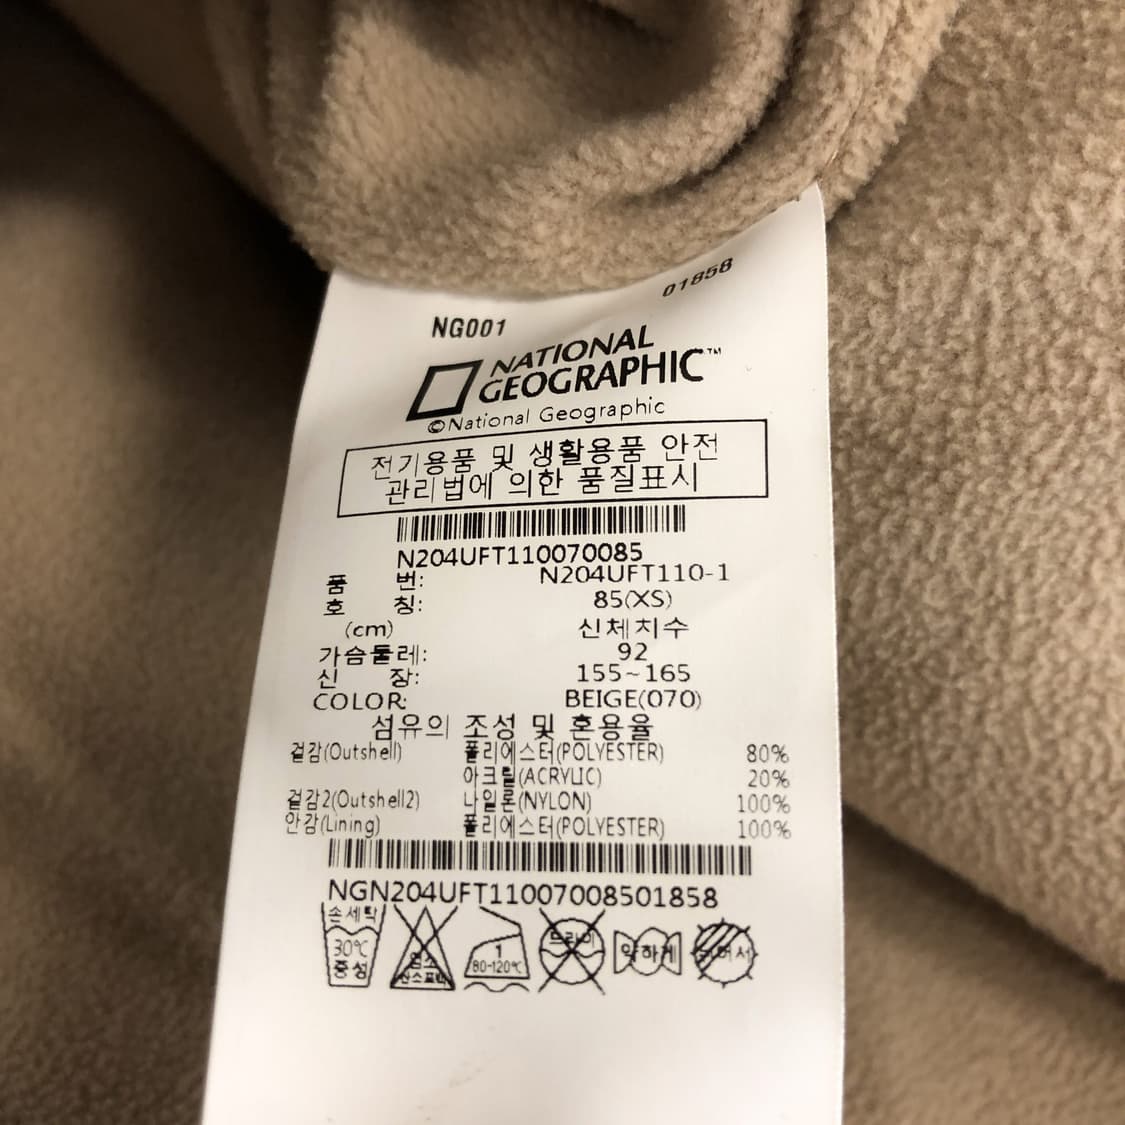 01858
NG001
NATIONAL
GEOGRAPHIC™
©National Geographic
전기용품 및 생활용품 안전
관리법에 의한 품질표시
N204UFT110070085
품 번: N204UFT110-1
호 칭: 85(XS)
(cm) 신체치수
가슴둘레: 92
신 장: 155~165
COLOR: BEIGE(070)
섬유의 조성 및 혼용율
겉감(Outshell) 폴리에스터(POLYESTER) 80%
아크릴(ACRYLIC) 20%
겉감2(Outshell2) 나일론(NYLON) 100%
안감(Lining) 폴리에스터(POLYESTER) 100%
NGN204UFT11007008501858
손세탁 30℃ 중성
염소 산소표백
1 80-120℃
드라이
약하게
뉘어서